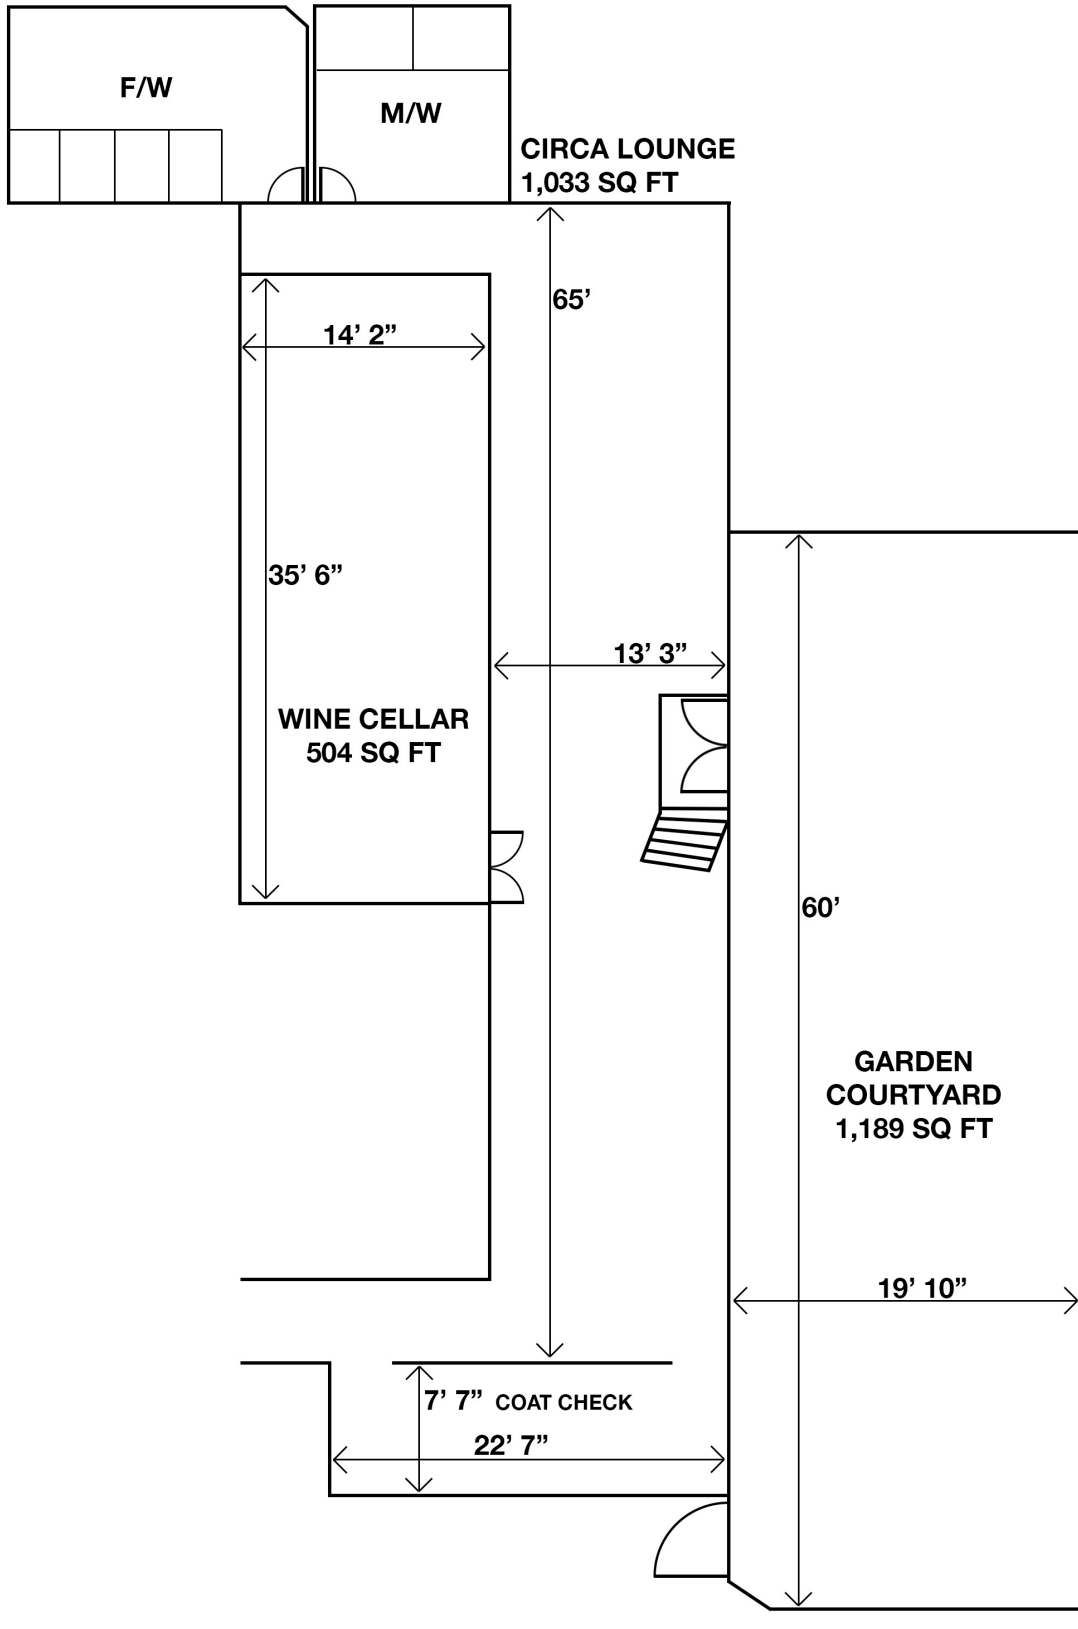 F/W
M/W
CIRCA LOUNGE
1,033 SQ FT
65’
14’ 2”
35’ 6”
13’ 3”
WINE CELLAR
504 SQ FT
60’
GARDEN
COURTYARD
1,189 SQ FT
19’ 10”
7’ 7” COAT CHECK
22’ 7”